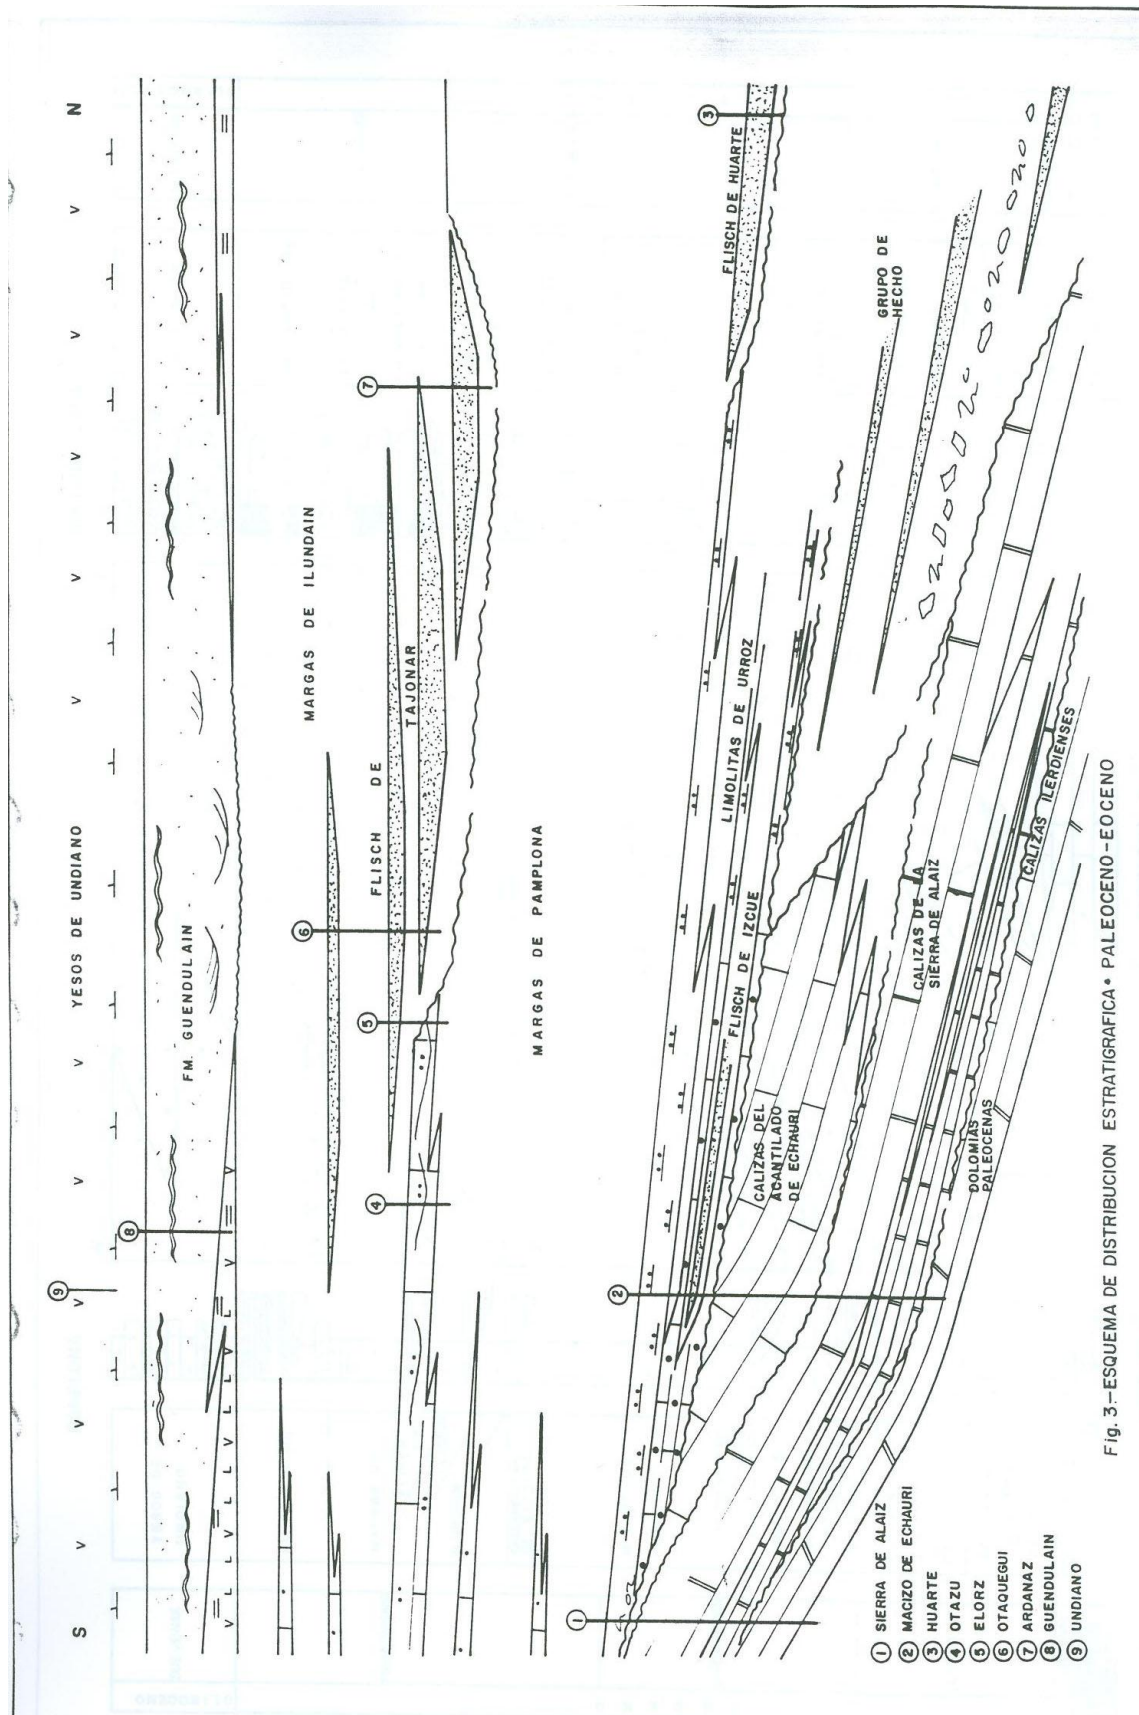 S
N
YESOS DE UNDIANO
FM. GUENDULAIN
MARGAS DE ILUNDAIN
FLISCH DE
TAJONAR
MARGAS DE PAMPLONA
FLISCH DE HUARTE
GRUPO DE
HECHO
LIMOLITAS DE URROZ
FLISCH DE IZCUE
CALIZAS DEL
ACANTILADO
DE ECHAURI
CALIZAS DE LA
SIERRA DE ALAIZ
CALIZAS ILERDIENSES
DOLOMIAS
PALEOCENAS
9
8
6
5
4
7
3
2
1
1 SIERRA DE ALAIZ
2 MACIZO DE ECHAURI
3 HUARTE
4 OTAZU
5 ELORZ
6 OTAQUEGUI
7 ARDANAZ
8 GUENDULAIN
9 UNDIANO
Fig. 3.-ESQUEMA DE DISTRIBUCION ESTRATIGRAFICA• PALEOCENO-EOCENO